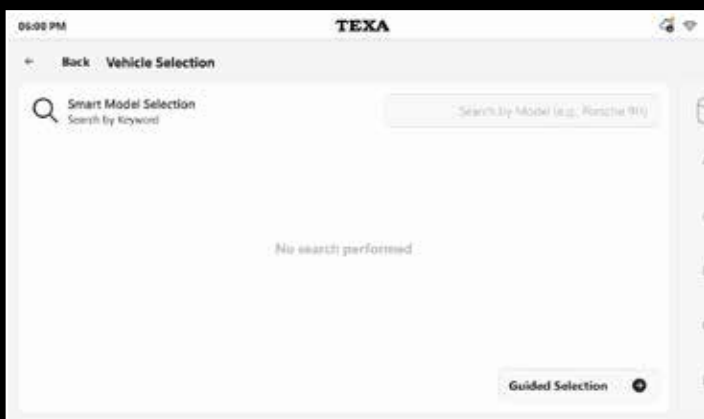 06:00 PM
TEXA
Back Vehicle Selection
Smart Model Selection
Search by Keyword
Search by Model (e.g. Porsche 911)
No search performed
Guided Selection